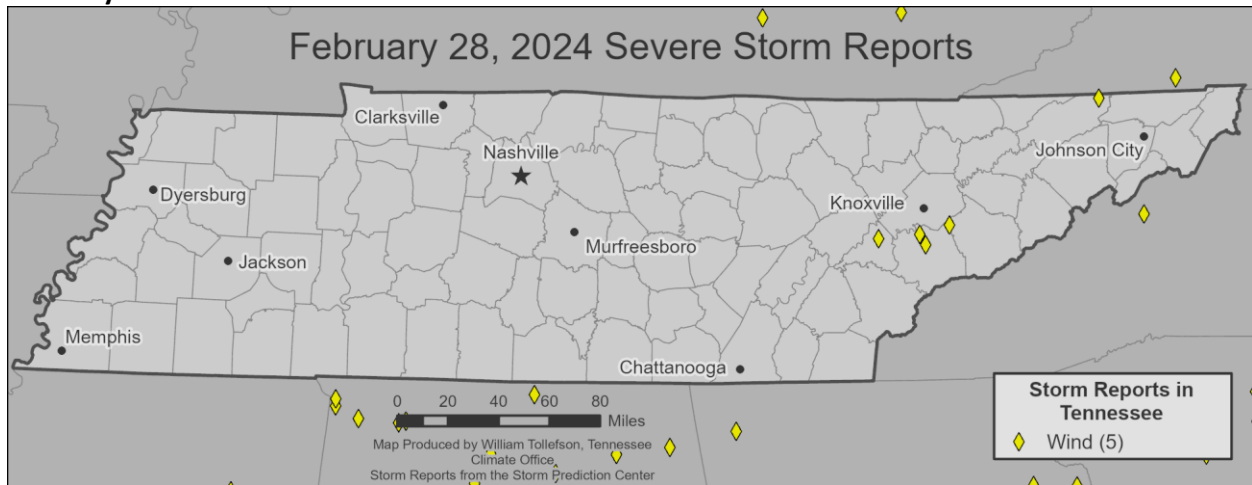 February 28, 2024 Severe Storm Reports
Clarksville
Nashville
Johnson City
Dyersburg
Knoxville
Murfreesboro
Jackson
Memphis
Chattanooga
0 20 40 60 80
Miles
Map Produced by William Tollefson, Tennessee
Climate Office
Storm Reports from the Storm Prediction Center
Storm Reports in
Tennessee
Wind (5)